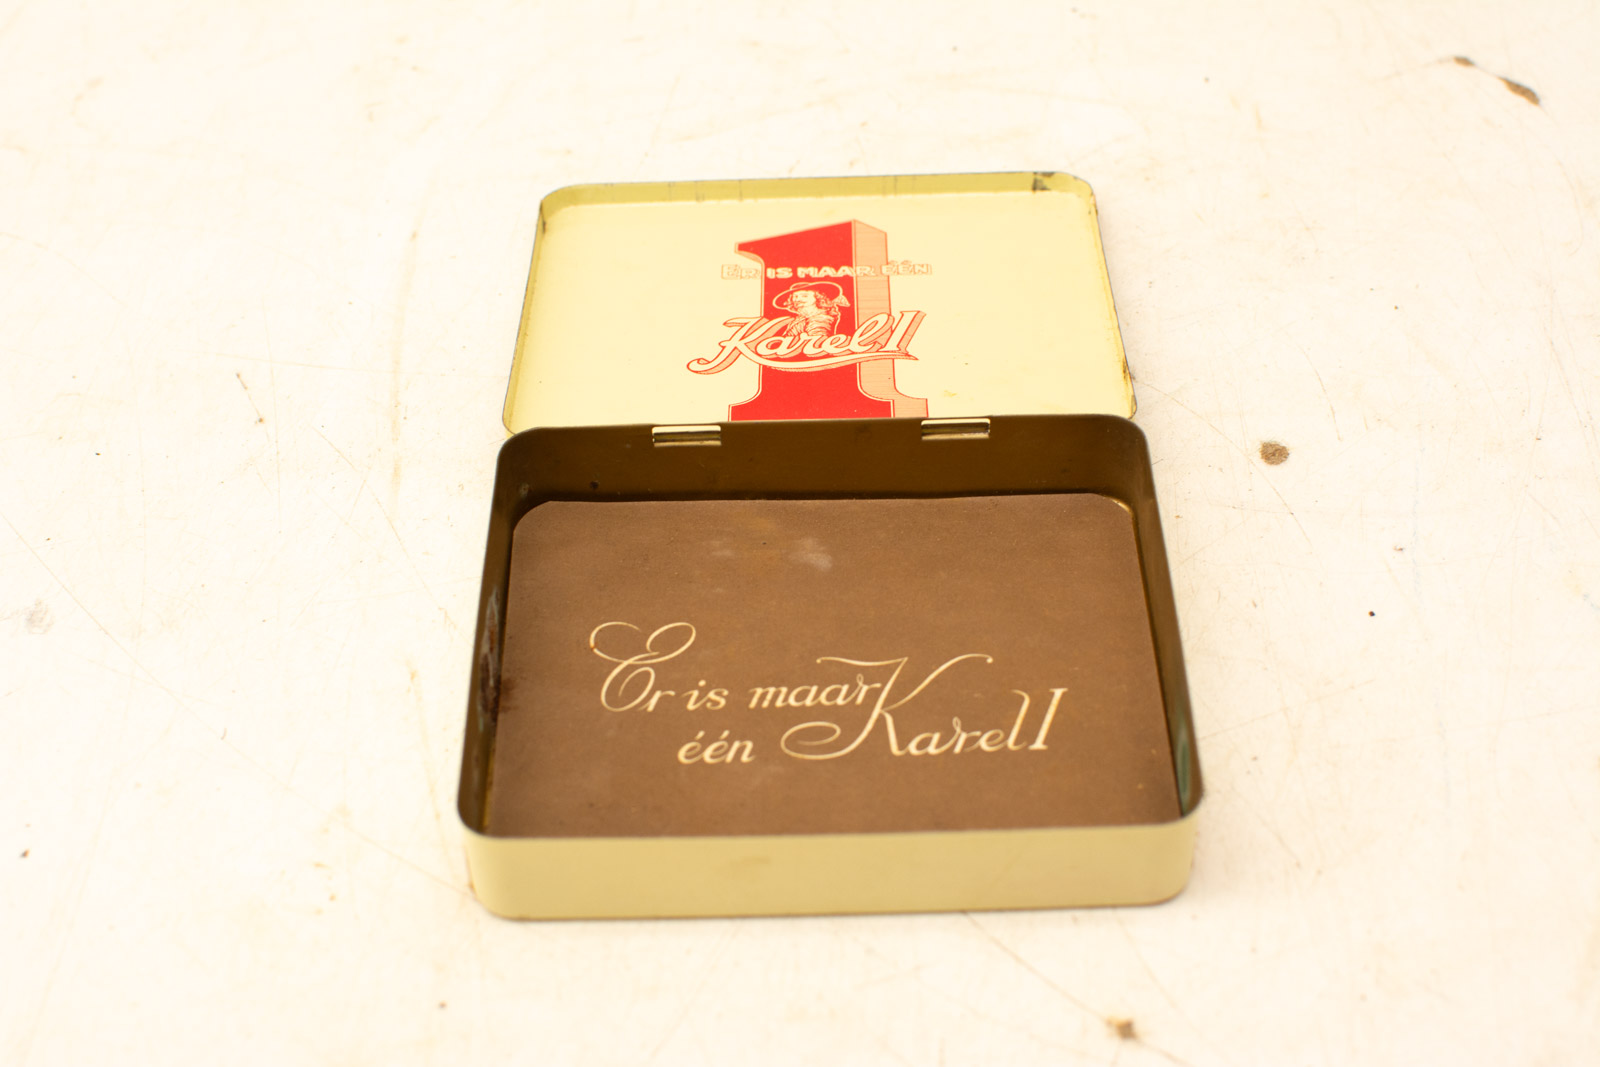 Er is maar één
Karel I
Er is maar
één Karel I